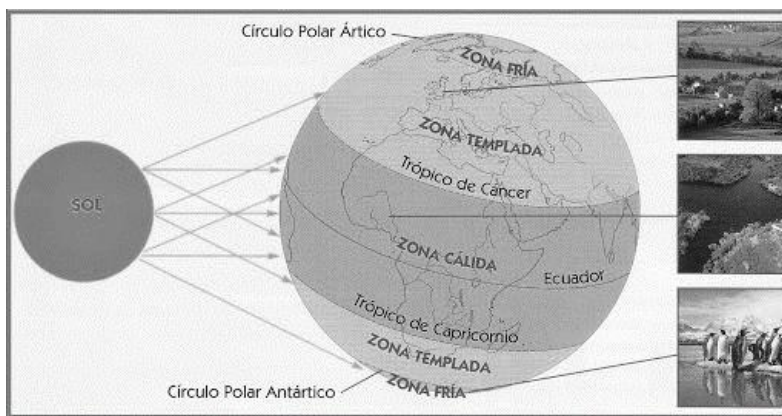 Círculo Polar Ártico
ZONA FRÍA
ZONA TEMPLADA
Trópico de Cáncer
SOL
ZONA CÁLIDA
Ecuador
Trópico de Capricornio
ZONA TEMPLADA
Círculo Polar Antártico
ZONA FRÍA